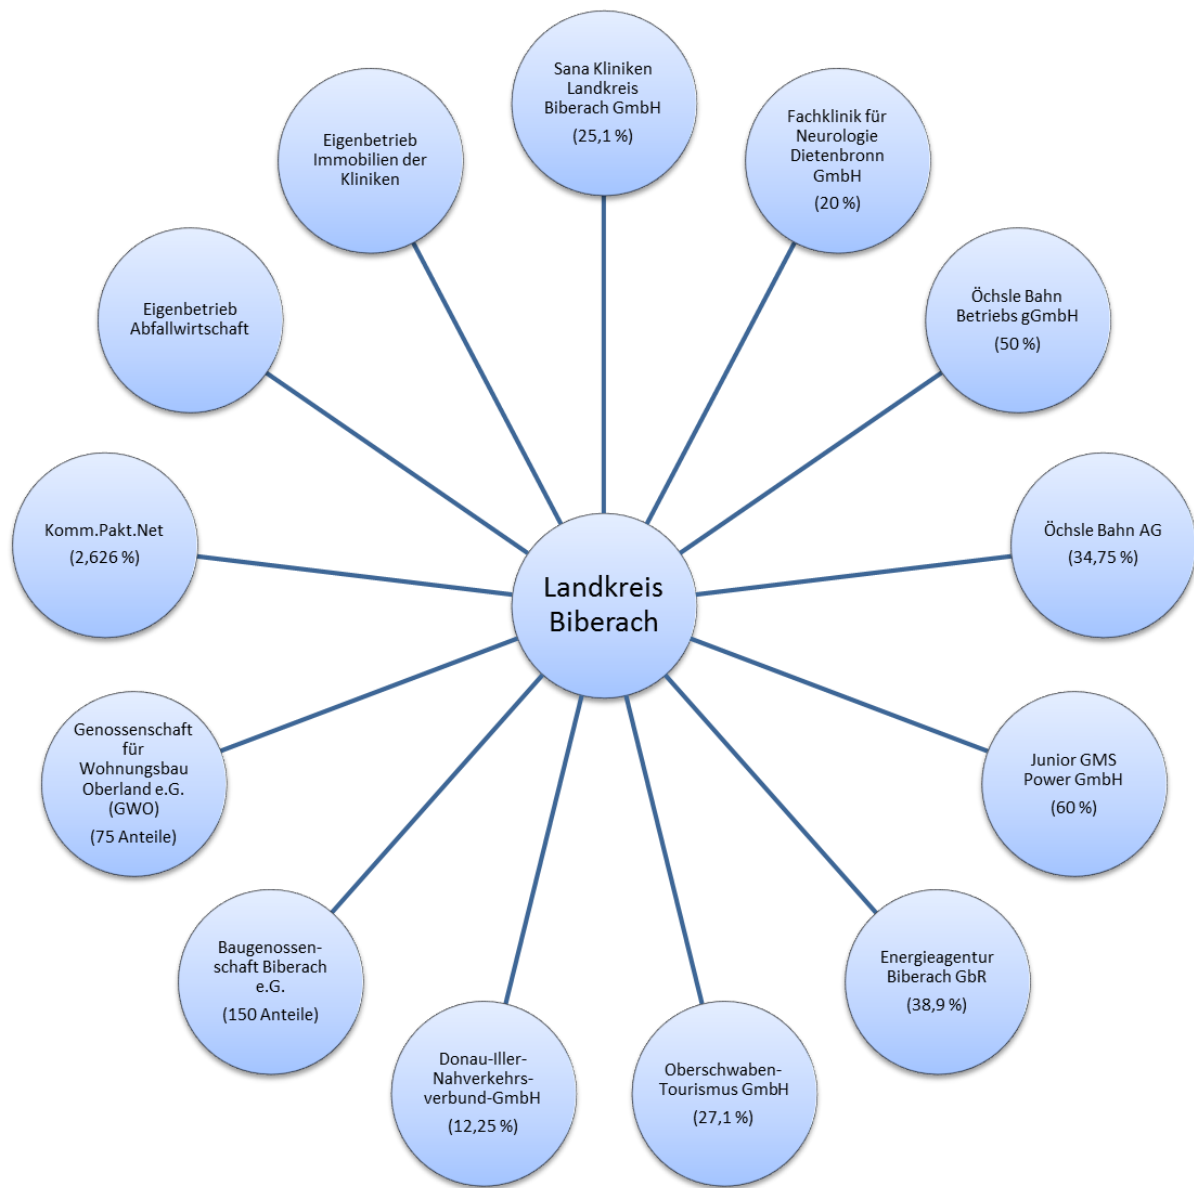 Sana Kliniken
Landkreis
Biberach GmbH
(25,1 %)
Fachklinik für
Neurologie
Dietenbronn
GmbH
(20 %)
Öchsle Bahn
Betriebs gGmbH
(50 %)
Öchsle Bahn AG
(34,75 %)
Junior GMS
Power GmbH
(60 %)
Energieagentur
Biberach GbR
(38,9 %)
Oberschwaben-
Tourismus GmbH
(27,1 %)
Donau-Iller-
Nahverkehrs-
verbund-GmbH
(12,25 %)
Baugenossen-
schaft Biberach
e.G.
(150 Anteile)
Genossenschaft
für
Wohnungsbau
Oberland e.G.
(GWO)
(75 Anteile)
Komm.Pakt.Net
(2,626 %)
Eigenbetrieb
Abfallwirtschaft
Eigenbetrieb
Immobilien der
Kliniken
Landkreis
Biberach